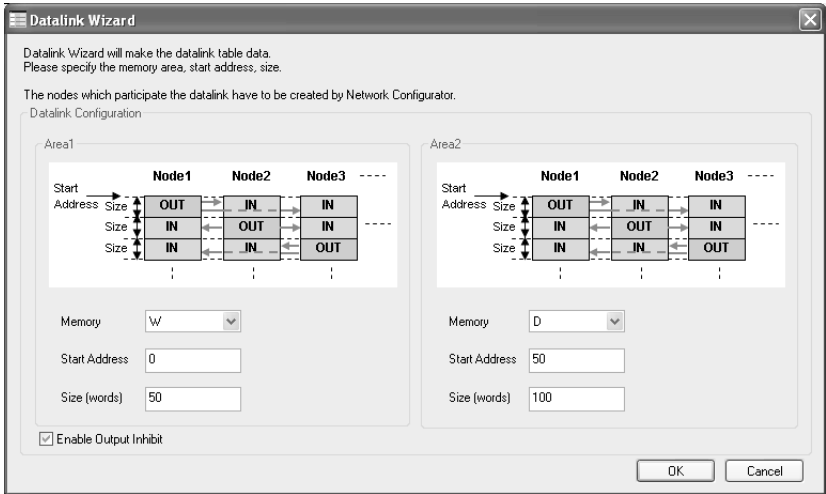 Datalink Wizard
Datalink Wizard will make the datalink table data.
Please specify the memory area, start address, size.
The nodes which participate the datalink have to be created by Network Configurator.
Datalink Configuration
Area1
Node1 Node2 Node3
Start
Address Size OUT IN IN
Size IN OUT IN
Size IN IN OUT
Memory W
Start Address 0
Size (words) 50
Area2
Node1 Node2 Node3
Start
Address Size OUT IN IN
Size IN OUT IN
Size IN IN OUT
Memory D
Start Address 50
Size (words) 100
Enable Output Inhibit
OK Cancel